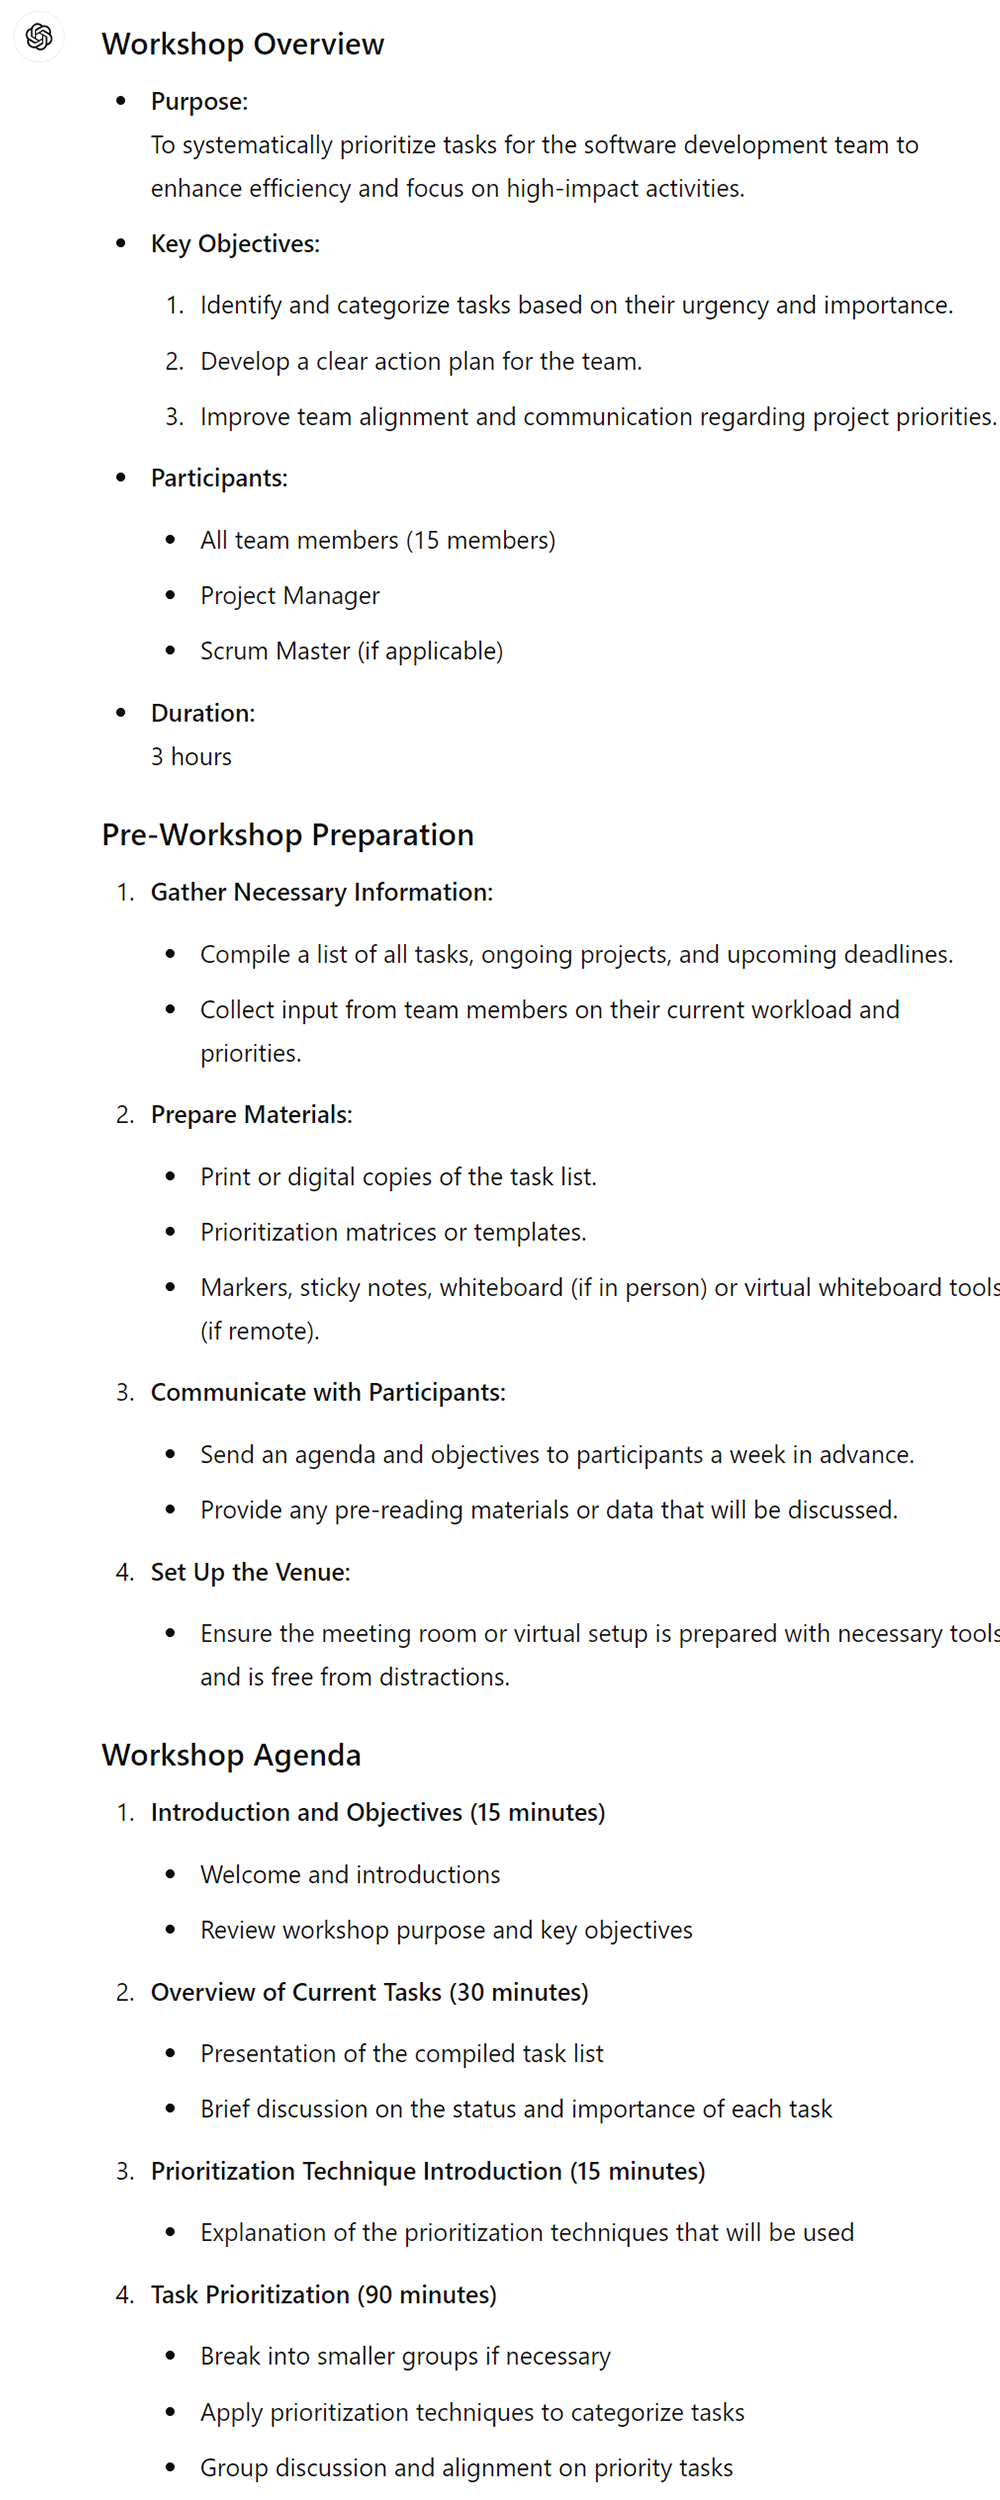 Workshop Overview
• Purpose:
To systematically prioritize tasks for the software development team to
enhance efficiency and focus on high-impact activities.
• Key Objectives:
1. Identify and categorize tasks based on their urgency and importance.
2. Develop a clear action plan for the team.
3. Improve team alignment and communication regarding project priorities.
• Participants:
• All team members (15 members)
• Project Manager
• Scrum Master (if applicable)
• Duration:
3 hours
Pre-Workshop Preparation
1. Gather Necessary Information:
• Compile a list of all tasks, ongoing projects, and upcoming deadlines.
• Collect input from team members on their current workload and
priorities.
2. Prepare Materials:
• Print or digital copies of the task list.
• Prioritization matrices or templates.
• Markers, sticky notes, whiteboard (if in person) or virtual whiteboard tools
(if remote).
3. Communicate with Participants:
• Send an agenda and objectives to participants a week in advance.
• Provide any pre-reading materials or data that will be discussed.
4. Set Up the Venue:
• Ensure the meeting room or virtual setup is prepared with necessary tools
and is free from distractions.
Workshop Agenda
1. Introduction and Objectives (15 minutes)
• Welcome and introductions
• Review workshop purpose and key objectives
2. Overview of Current Tasks (30 minutes)
• Presentation of the compiled task list
• Brief discussion on the status and importance of each task
3. Prioritization Technique Introduction (15 minutes)
• Explanation of the prioritization techniques that will be used
4. Task Prioritization (90 minutes)
• Break into smaller groups if necessary
• Apply prioritization techniques to categorize tasks
• Group discussion and alignment on priority tasks